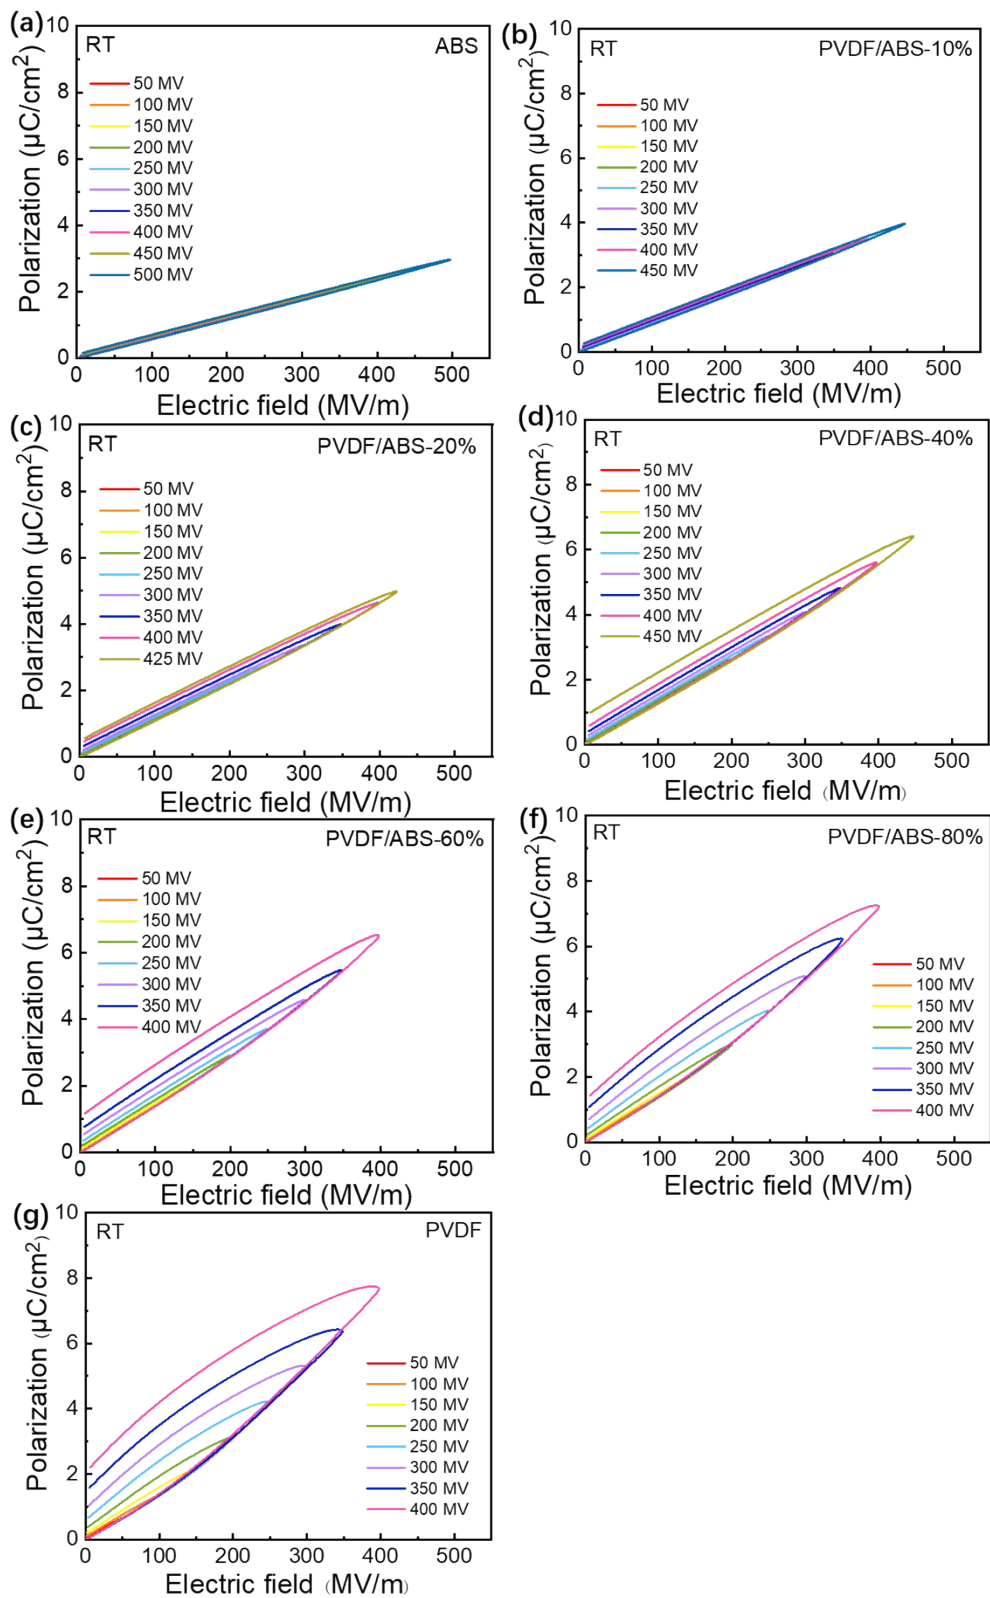 (a)
RT
ABS
50 MV
100 MV
150 MV
200 MV
250 MV
300 MV
350 MV
400 MV
450 MV
500 MV
10
8
6
4
2
0
0 100 200 300 400 500
Polarization (μC/cm²)
Electric field (MV/m)
(b)
RT
PVDF/ABS-10%
50 MV
100 MV
150 MV
200 MV
250 MV
300 MV
350 MV
400 MV
450 MV
10
8
6
4
2
0
0 100 200 300 400 500
Polarization (μC/cm²)
Electric field (MV/m)
(c)
RT
PVDF/ABS-20%
50 MV
100 MV
150 MV
200 MV
250 MV
300 MV
350 MV
400 MV
425 MV
10
8
6
4
2
0
0 100 200 300 400 500
Polarization (μC/cm²)
Electric field (MV/m)
(d)
RT
PVDF/ABS-40%
50 MV
100 MV
150 MV
200 MV
250 MV
300 MV
350 MV
400 MV
450 MV
10
8
6
4
2
0
0 100 200 300 400 500
Polarization (μC/cm²)
Electric field (MV/m)
(e)
RT
PVDF/ABS-60%
50 MV
100 MV
150 MV
200 MV
250 MV
300 MV
350 MV
400 MV
10
8
6
4
2
0
0 100 200 300 400 500
Polarization (μC/cm²)
Electric field (MV/m)
(f)
RT
PVDF/ABS-80%
50 MV
100 MV
150 MV
200 MV
250 MV
300 MV
350 MV
400 MV
10
8
6
4
2
0
0 100 200 300 400 500
Polarization (μC/cm²)
Electric field (MV/m)
(g)
RT
PVDF
50 MV
100 MV
150 MV
200 MV
250 MV
300 MV
350 MV
400 MV
10
8
6
4
2
0
0 100 200 300 400 500
Polarization (μC/cm²)
Electric field (MV/m)